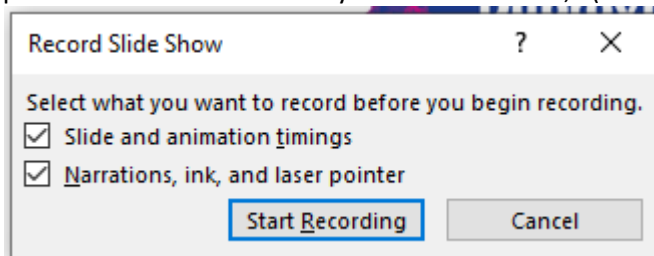 Record Slide Show ? ×
Select what you want to record before you begin recording.
Slide and animation timings
Narrations, ink, and laser pointer
Start Recording Cancel